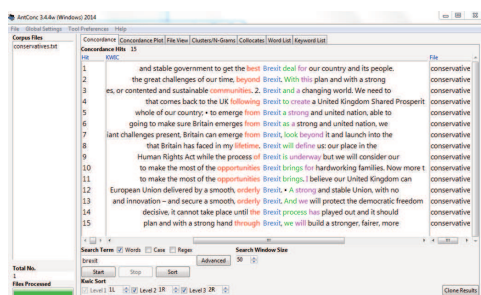 AntConc 3.4.4w (Windows) 2014
File Global Settings Tool Preferences Help
Corpus Files
conservatives.txt
Concordance Concordance Plot File View Clusters/N-Grams Collocates Word List Keyword List
Concordance Hits 15
Hit KWIC File
1 and stable government to get the best Brexit deal for our country and its people. conservative
2 the great challenges of our time, beyond Brexit. With this plan and with a strong conservative
3 es, or contented and sustainable communities. 2. Brexit and a changing world. We need to conservative
4 that comes back to the UK following Brexit to create a United Kingdom Shared Prosperit conservative
5 whole of our country; • to emerge from Brexit a strong and united nation, able to conservative
6 going to make sure Britain emerges from Brexit as a strong and united nation, we conservative
7 iant challenges present, Britain can emerge from Brexit, look beyond it and launch into the conservative
8 that Britain has faced in my lifetime. Brexit will define us: our place in the conservative
9 Human Rights Act while the process of Brexit is underway but we will consider our conservative
10 to make the most of the opportunities Brexit brings for hardworking families. Now more t conservative
11 to make the most of the opportunities Brexit brings. I believe our United Kingdom can conservative
12 European Union delivered by a smooth, orderly Brexit. • A strong and stable Union, with no conservative
13 and innovation – and secure a smooth, orderly Brexit. And we will protect the democratic freedom conservative
14 decisive, it cannot take place until the Brexit process has played out and it should conservative
15 plan and with a strong hand through Brexit, we will build a stronger, fairer, more conservative
Search Term Words Case Regex Search Window Size
brexit Advanced 50
Start Stop Sort
Kwic Sort
Level 1 1L Level 2 1R Level 3 2R Clone Results
Total No.
1
Files Processed